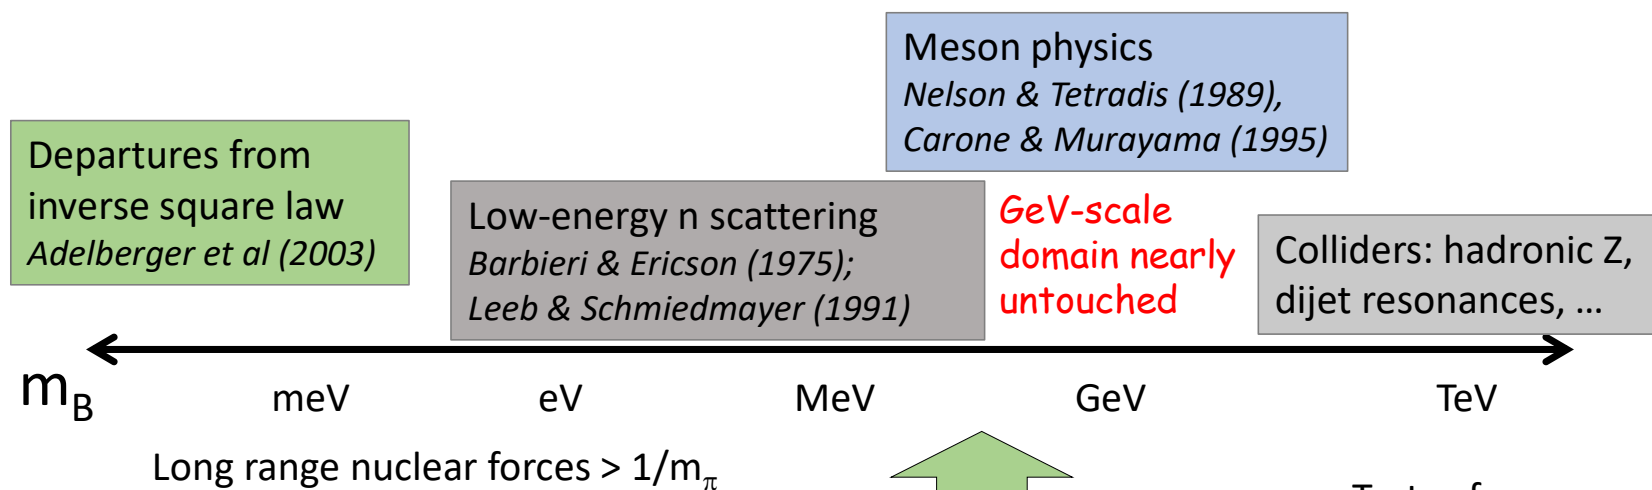 Meson physics
Nelson & Tetradis (1989),
Carone & Murayama (1995)
Departures from
inverse square law
Adelberger et al (2003)
Low-energy n scattering
Barbieri & Ericson (1975);
Leeb & Schmiedmayer (1991)
GeV-scale
domain nearly
untouched
Colliders: hadronic Z,
dijet resonances, ...
m_B
meV eV MeV GeV TeV
Long range nuclear forces > 1/m_π